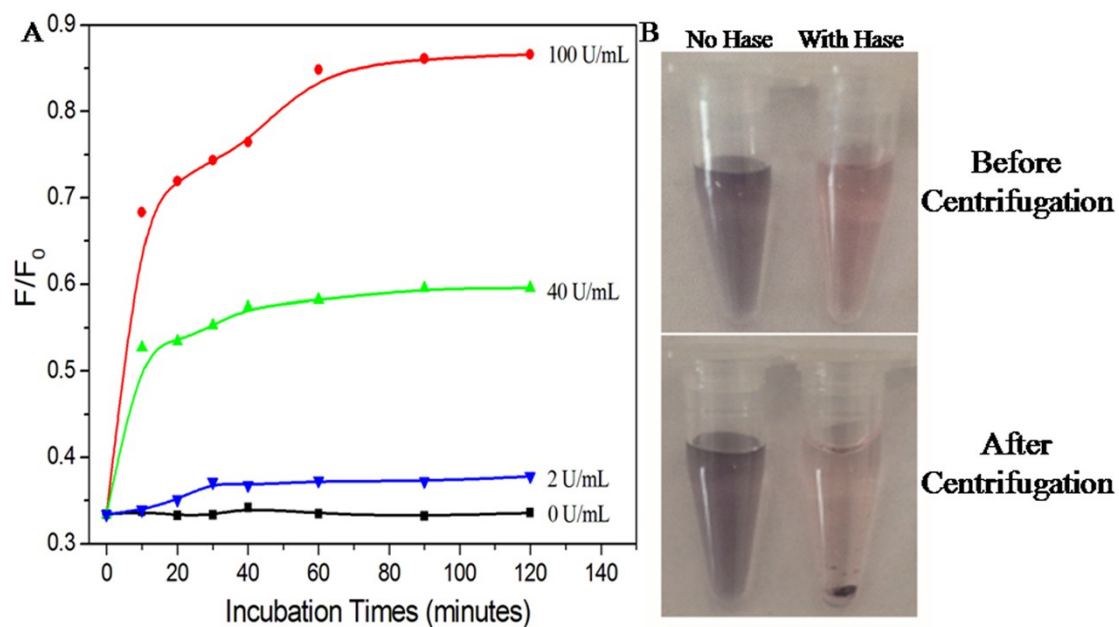 A
0.9
0.8
0.7
0.6
0.5
0.4
0.3
F/F₀
100 U/mL
40 U/mL
2 U/mL
0 U/mL
0 20 40 60 80 100 120 140
Incubation Times (minutes)
B
No Hase With Hase
Before
Centrifugation
After
Centrifugation